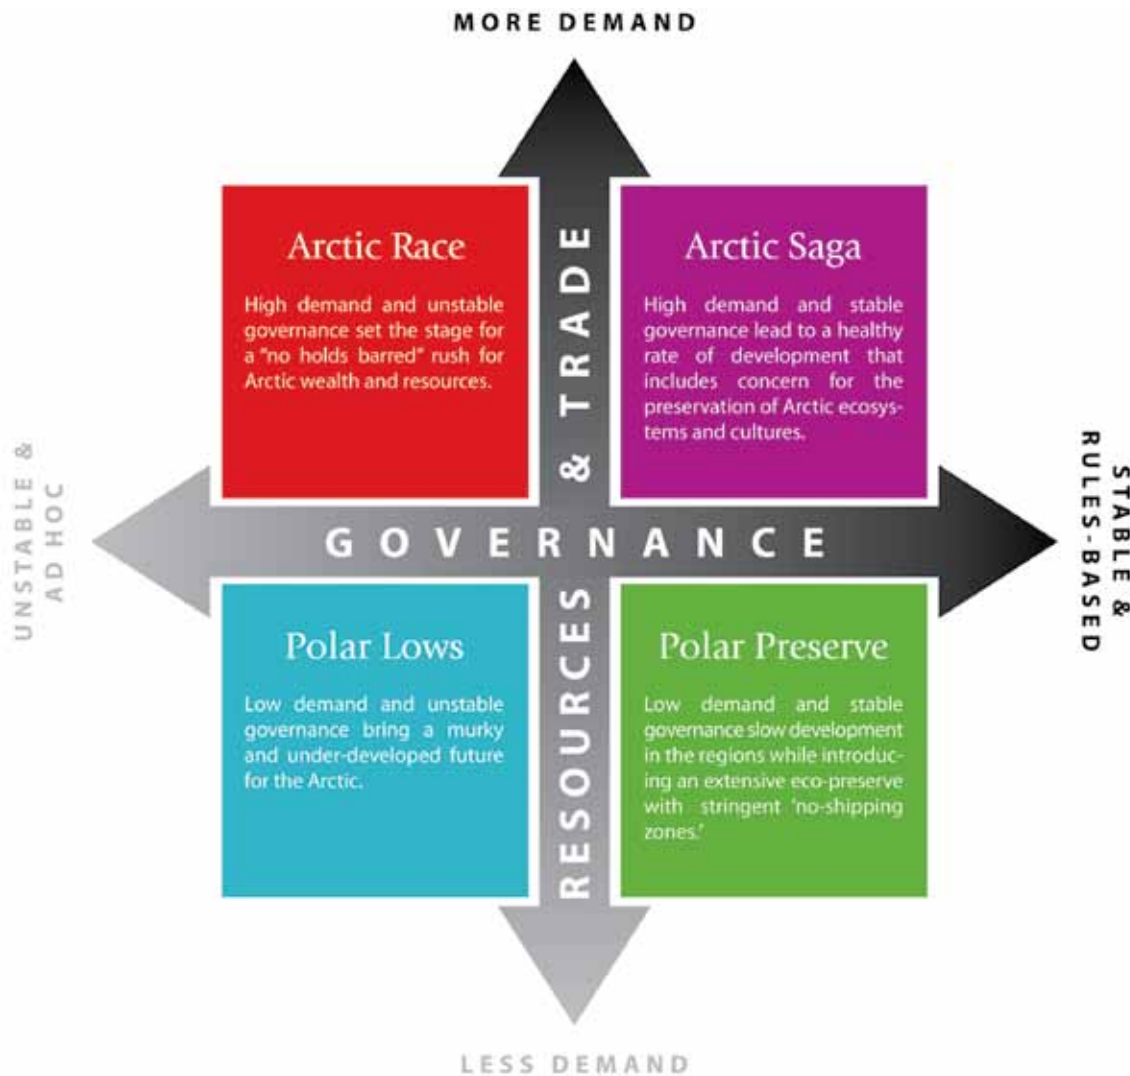 MORE DEMAND
Arctic Race
High demand and unstable
governance set the stage for
a "no holds barred" rush for
Arctic wealth and resources.
Arctic Saga
High demand and stable
governance lead to a healthy
rate of development that
includes concern for the
preservation of Arctic ecosys-
tems and cultures.
RESOURCES & TRADE
UNSTABLE &
AD HOC
GOVERNANCE
STABLE &
RULES-BASED
Polar Lows
Low demand and unstable
governance bring a murky
and under-developed future
for the Arctic.
Polar Preserve
Low demand and stable
governance slow development
in the regions while introduc-
ing an extensive eco-preserve
with stringent 'no-shipping
zones.'
LESS DEMAND